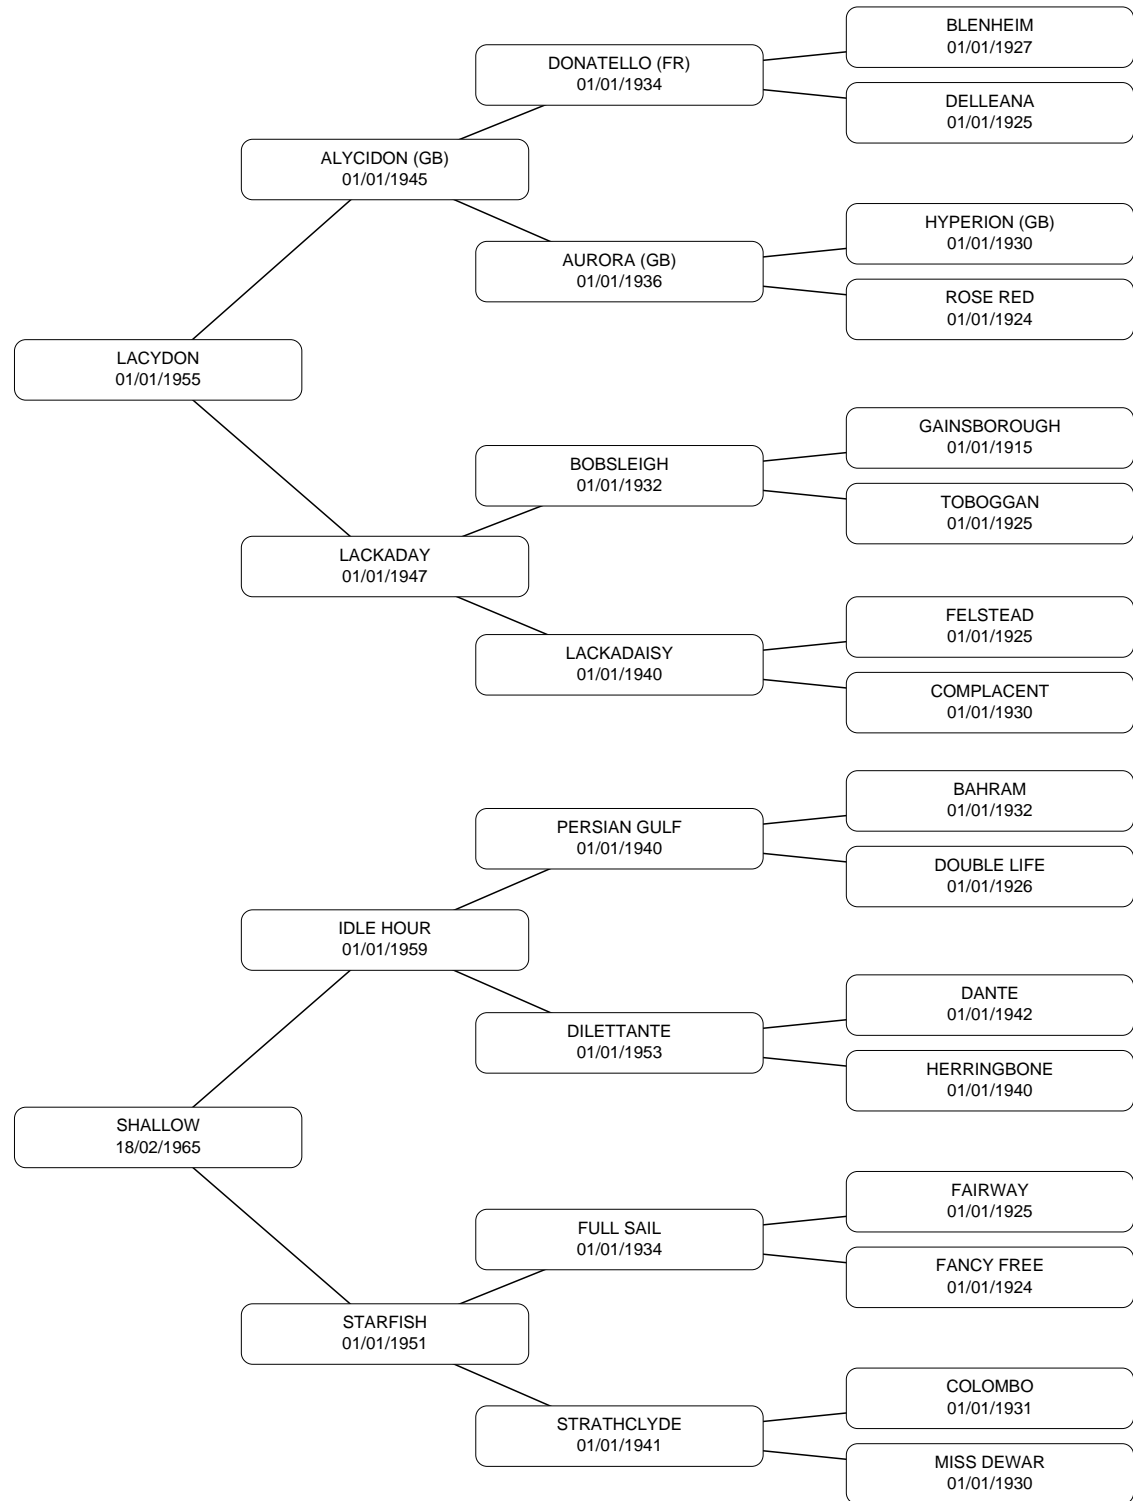 BLENHEIM
01/01/1927
DONATELLO (FR)
01/01/1934
DELLEANA
01/01/1925
ALYCIDON (GB)
01/01/1945
HYPERION (GB)
01/01/1930
AURORA (GB)
01/01/1936
ROSE RED
01/01/1924
LACYDON
01/01/1955
GAINSBOROUGH
01/01/1915
BOBSLEIGH
01/01/1932
TOBOGGAN
01/01/1925
LACKADAY
01/01/1947
FELSTEAD
01/01/1925
LACKADAISY
01/01/1940
COMPLACENT
01/01/1930
BAHRAM
01/01/1932
PERSIAN GULF
01/01/1940
DOUBLE LIFE
01/01/1926
IDLE HOUR
01/01/1959
DANTE
01/01/1942
DILETTANTE
01/01/1953
HERRINGBONE
01/01/1940
SHALLOW
18/02/1965
FAIRWAY
01/01/1925
FULL SAIL
01/01/1934
FANCY FREE
01/01/1924
STARFISH
01/01/1951
COLOMBO
01/01/1931
STRATHCLYDE
01/01/1941
MISS DEWAR
01/01/1930